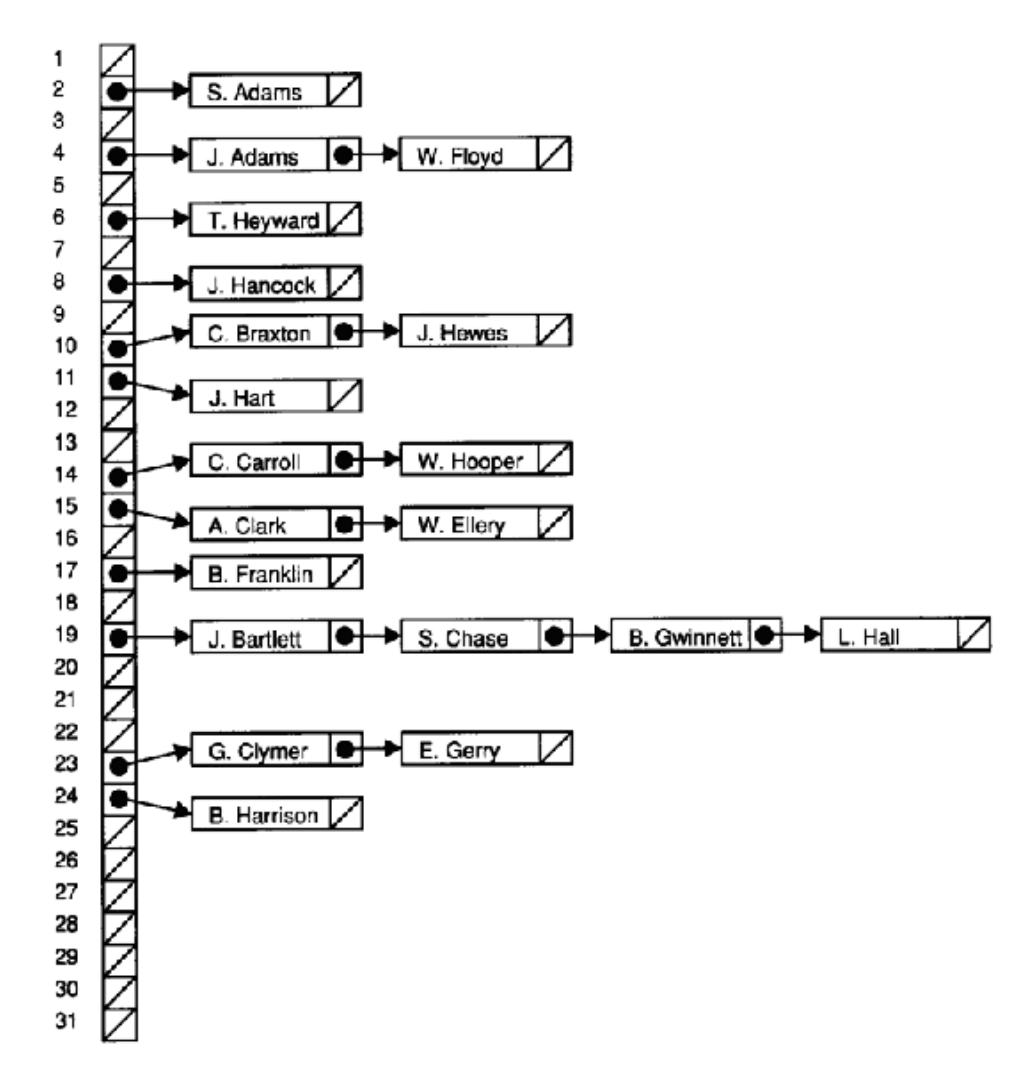 1
2 S. Adams
3
4 J. Adams W. Floyd
5
6 T. Heyward
7
8 J. Hancock
9
10 C. Braxton J. Hewes
11 J. Hart
12
13
14 C. Carroll W. Hooper
15 A. Clark W. Ellery
16
17 B. Franklin
18
19 J. Bartlett S. Chase B. Gwinnett L. Hall
20
21
22
23 G. Clymer E. Gerry
24 B. Harrison
25
26
27
28
29
30
31